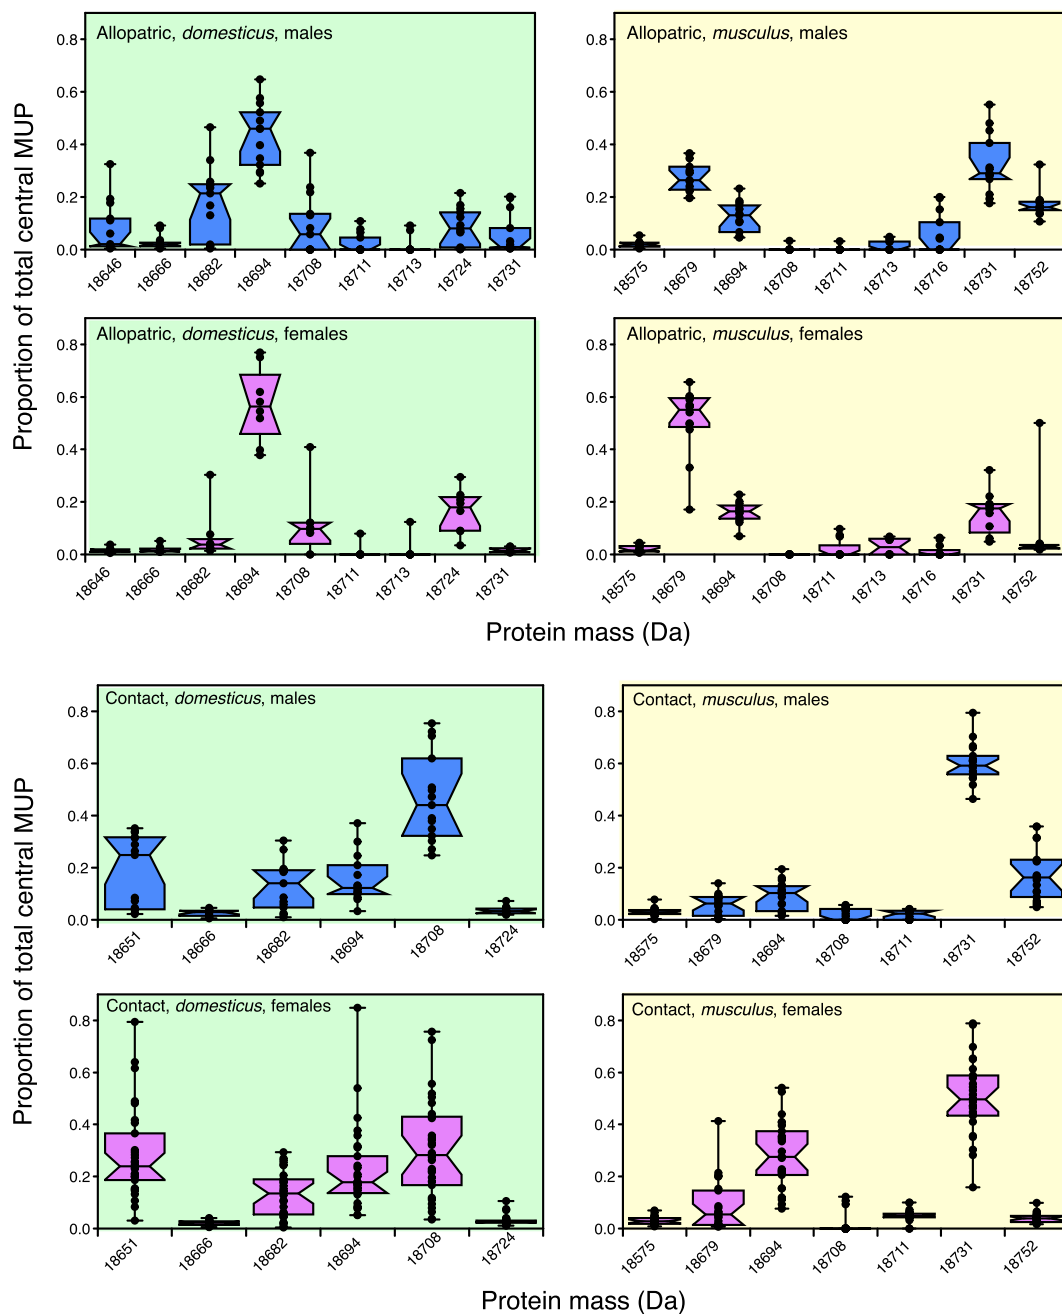 Proportion of total central MUP
Allopatric, domesticus, males
0.8
0.6
0.4
0.2
0.0
18646 18666 18682 18694 18708 18711 18713 18724 18731
Allopatric, musculus, males
0.8
0.6
0.4
0.2
0.0
18575 18679 18694 18708 18711 18713 18716 18731 18752
Allopatric, domesticus, females
0.8
0.6
0.4
0.2
0.0
18646 18666 18682 18694 18708 18711 18713 18724 18731
Allopatric, musculus, females
0.8
0.6
0.4
0.2
0.0
18575 18679 18694 18708 18711 18713 18716 18731 18752
Protein mass (Da)
Proportion of total central MUP
Contact, domesticus, males
0.8
0.6
0.4
0.2
0.0
18651 18666 18682 18694 18708 18724
Contact, musculus, males
0.8
0.6
0.4
0.2
0.0
18575 18679 18694 18708 18711 18731 18752
Contact, domesticus, females
0.8
0.6
0.4
0.2
0.0
18651 18666 18682 18694 18708 18724
Contact, musculus, females
0.8
0.6
0.4
0.2
0.0
18575 18679 18694 18708 18711 18731 18752
Protein mass (Da)